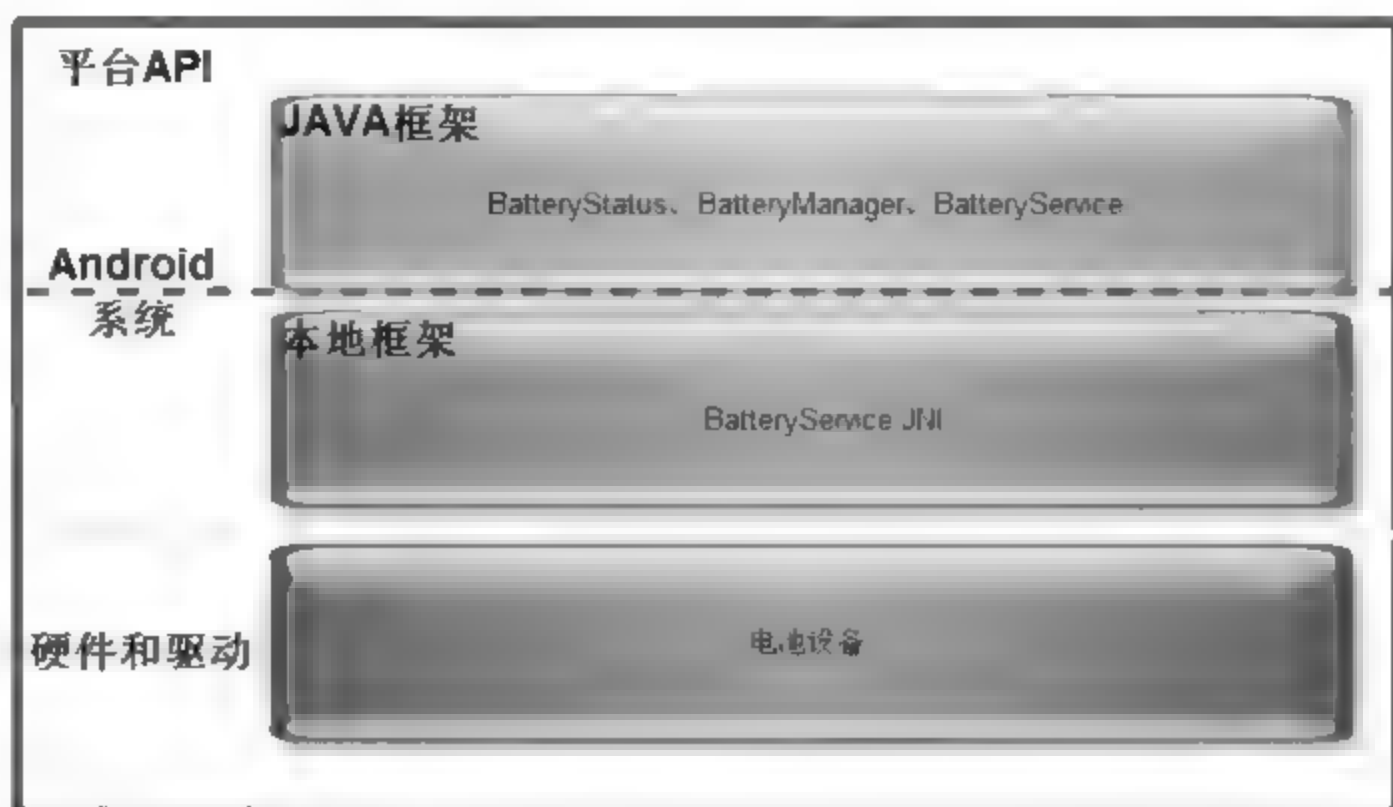 平台API
JAVA框架
BatteryStatus、BatteryManager、BatteryService
Android
系统
本地框架
BatteryService JNI
硬件和驱动
电池设备